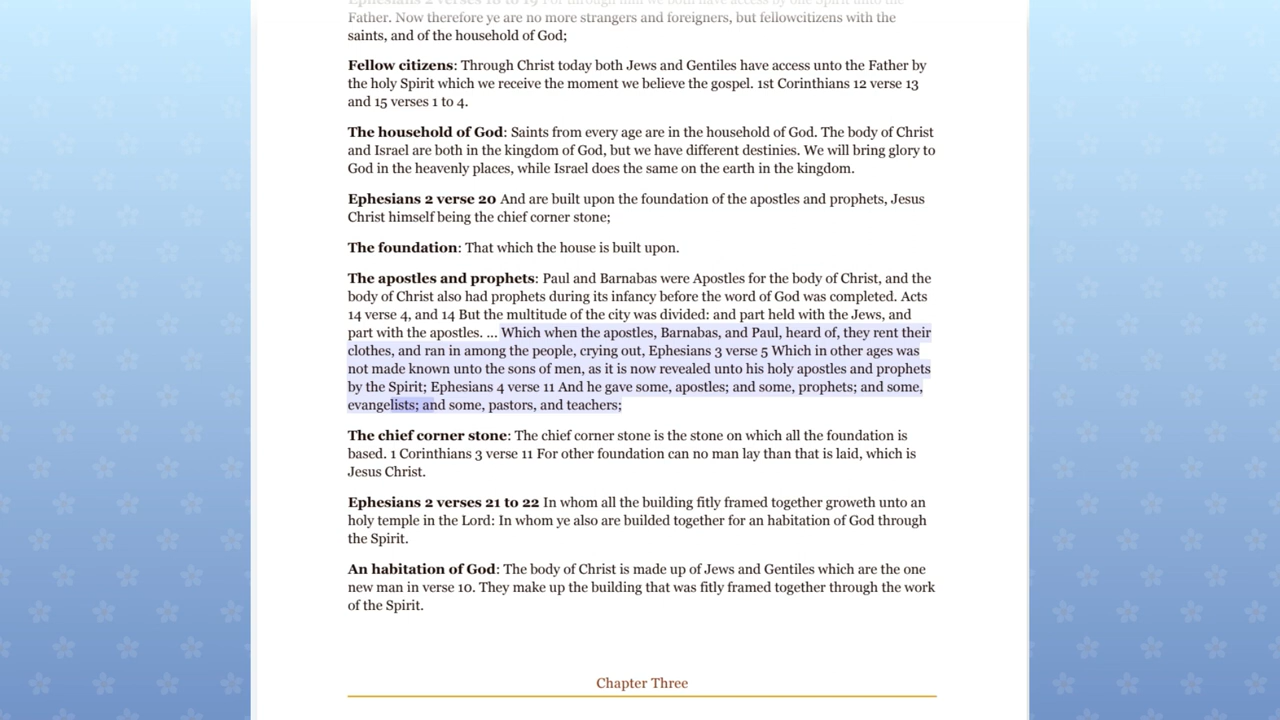 Ephesians 2 verses 18 to 19 For through him we both have access by one Spirit unto the
Father. Now therefore ye are no more strangers and foreigners, but fellowcitizens with the
saints, and of the household of God;
Fellow citizens: Through Christ today both Jews and Gentiles have access unto the Father by
the holy Spirit which we receive the moment we believe the gospel. 1st Corinthians 12 verse 13
and 15 verses 1 to 4.
The household of God: Saints from every age are in the household of God. The body of Christ
and Israel are both in the kingdom of God, but we have different destinies. We will bring glory to
God in the heavenly places, while Israel does the same on the earth in the kingdom.
Ephesians 2 verse 20 And are built upon the foundation of the apostles and prophets, Jesus
Christ himself being the chief corner stone;
The foundation: That which the house is built upon.
The apostles and prophets: Paul and Barnabas were Apostles for the body of Christ, and the
body of Christ also had prophets during its infancy before the word of God was completed. Acts
14 verse 4, and 14 But the multitude of the city was divided: and part held with the Jews, and
part with the apostles. ... Which when the apostles, Barnabas, and Paul, heard of, they rent their
clothes, and ran in among the people, crying out, Ephesians 3 verse 5 Which in other ages was
not made known unto the sons of men, as it is now revealed unto his holy apostles and prophets
by the Spirit; Ephesians 4 verse 11 And he gave some, apostles; and some, prophets; and some,
evangelists; and some, pastors, and teachers;
The chief corner stone: The chief corner stone is the stone on which all the foundation is
based. 1 Corinthians 3 verse 11 For other foundation can no man lay than that is laid, which is
Jesus Christ.
Ephesians 2 verses 21 to 22 In whom all the building fitly framed together groweth unto an
holy temple in the Lord: In whom ye also are builded together for an habitation of God through
the Spirit.
An habitation of God: The body of Christ is made up of Jews and Gentiles which are the one
new man in verse 10. They make up the building that was fitly framed together through the work
of the Spirit.
Chapter Three